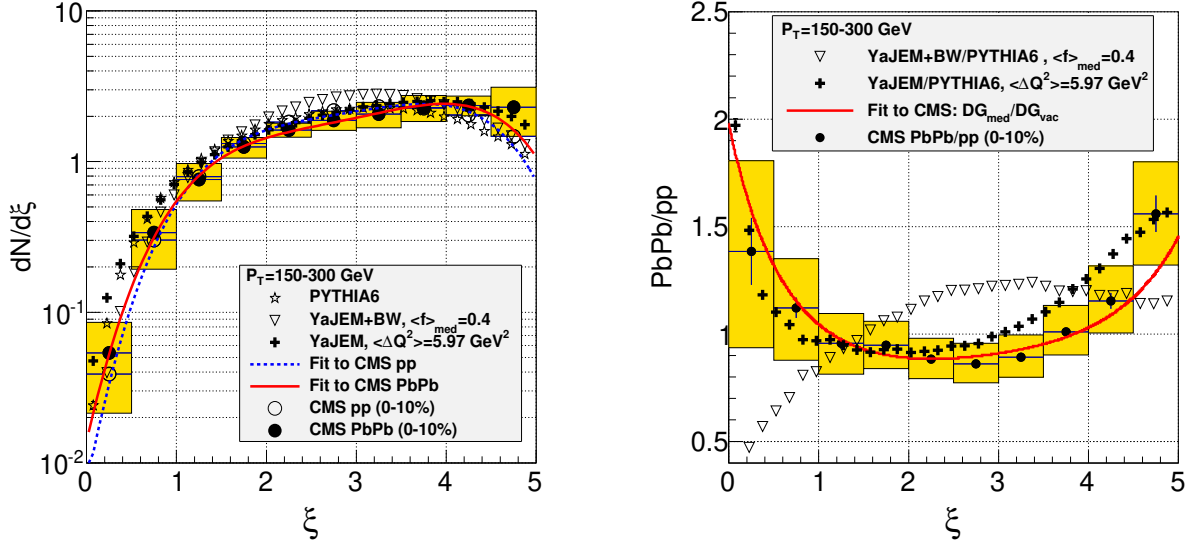 10
1
10⁻¹
10⁻²
dN/dξ
0 1 2 3 4 5
ξ
P_T=150-300 GeV
PYTHIA6
YaJEM+BW, <f>_med=0.4
YaJEM, <ΔQ²>=5.97 GeV²
Fit to CMS pp
Fit to CMS PbPb
CMS pp (0-10%)
CMS PbPb (0-10%)
2.5
2
1.5
1
0.5
PbPb/pp
0 1 2 3 4 5
ξ
P_T=150-300 GeV
YaJEM+BW/PYTHIA6 , <f>_med=0.4
YaJEM/PYTHIA6, <ΔQ²>=5.97 GeV²
Fit to CMS: DG_med/DG_vac
CMS PbPb/pp (0-10%)